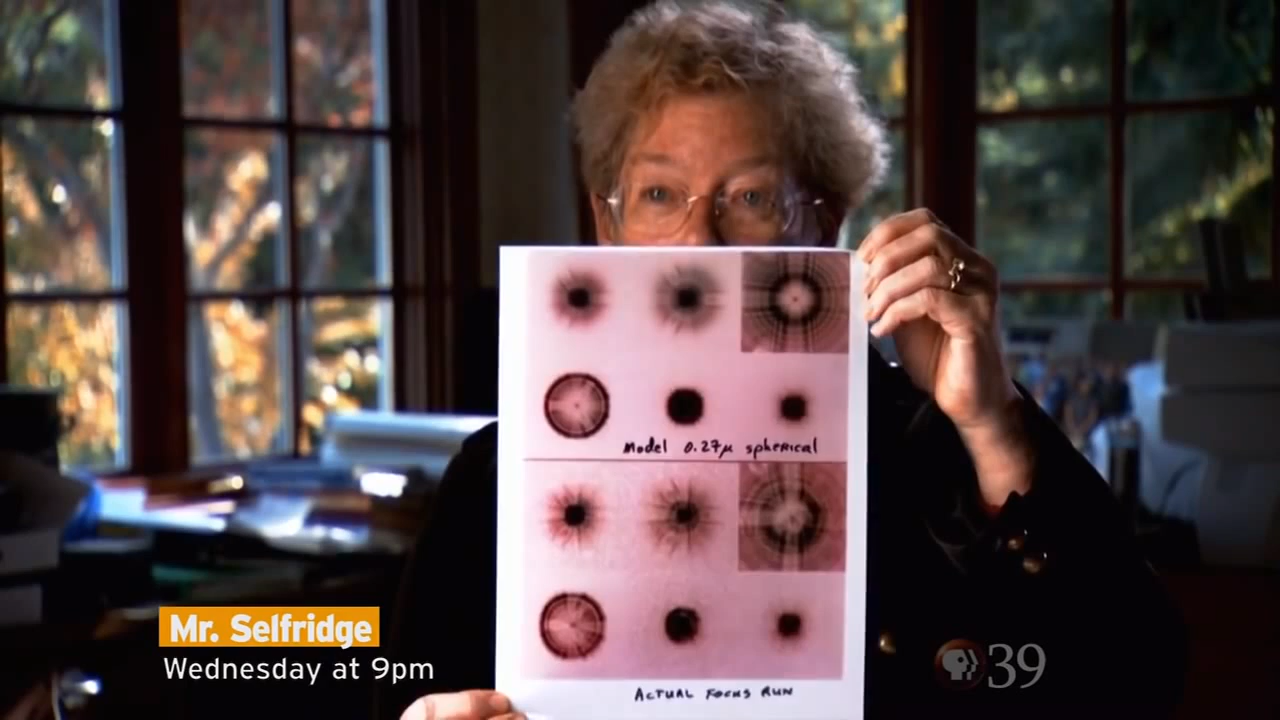 Model 0.27μ spherical
ACTUAL FOCUS RUN
Mr. Selfridge
Wednesday at 9pm
39